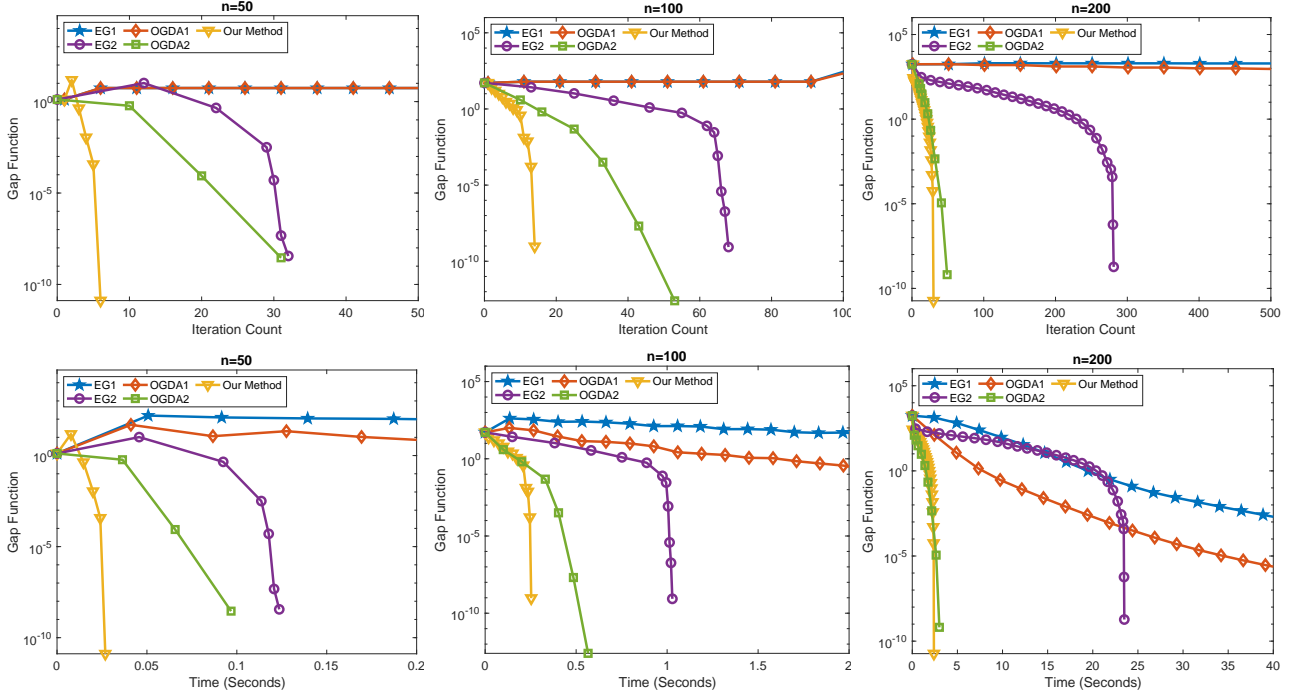 n=50
EG1 OGDA1 Our Method
EG2 OGDA2
Gap Function
10^0
10^-5
10^-10
0 10 20 30 40 50
Iteration Count
n=100
EG1 OGDA1 Our Method
EG2 OGDA2
Gap Function
10^5
10^0
10^-5
10^-10
0 20 40 60 80 100
Iteration Count
n=200
EG1 OGDA1 Our Method
EG2 OGDA2
Gap Function
10^5
10^0
10^-5
10^-10
0 100 200 300 400 500
Iteration Count
n=50
EG1 OGDA1 Our Method
EG2 OGDA2
Gap Function
10^0
10^-5
10^-10
0 0.05 0.1 0.15 0.2
Time (Seconds)
n=100
EG1 OGDA1 Our Method
EG2 OGDA2
Gap Function
10^5
10^0
10^-5
10^-10
0 0.5 1 1.5 2
Time (Seconds)
n=200
EG1 OGDA1 Our Method
EG2 OGDA2
Gap Function
10^5
10^0
10^-5
10^-10
0 5 10 15 20 25 30 35 40
Time (Seconds)